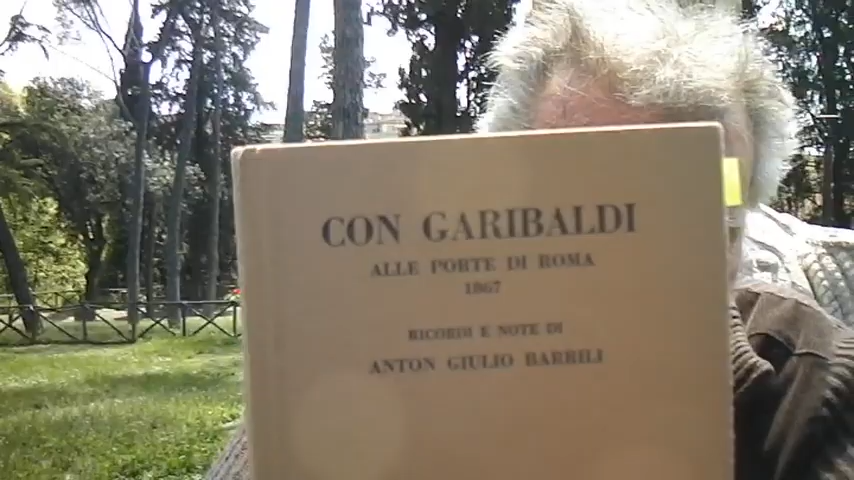 CON GARIBALDI
ALLE PORTE DI ROMA
1867
RICORDI E NOTE DI
ANTON GIULIO BARRILI